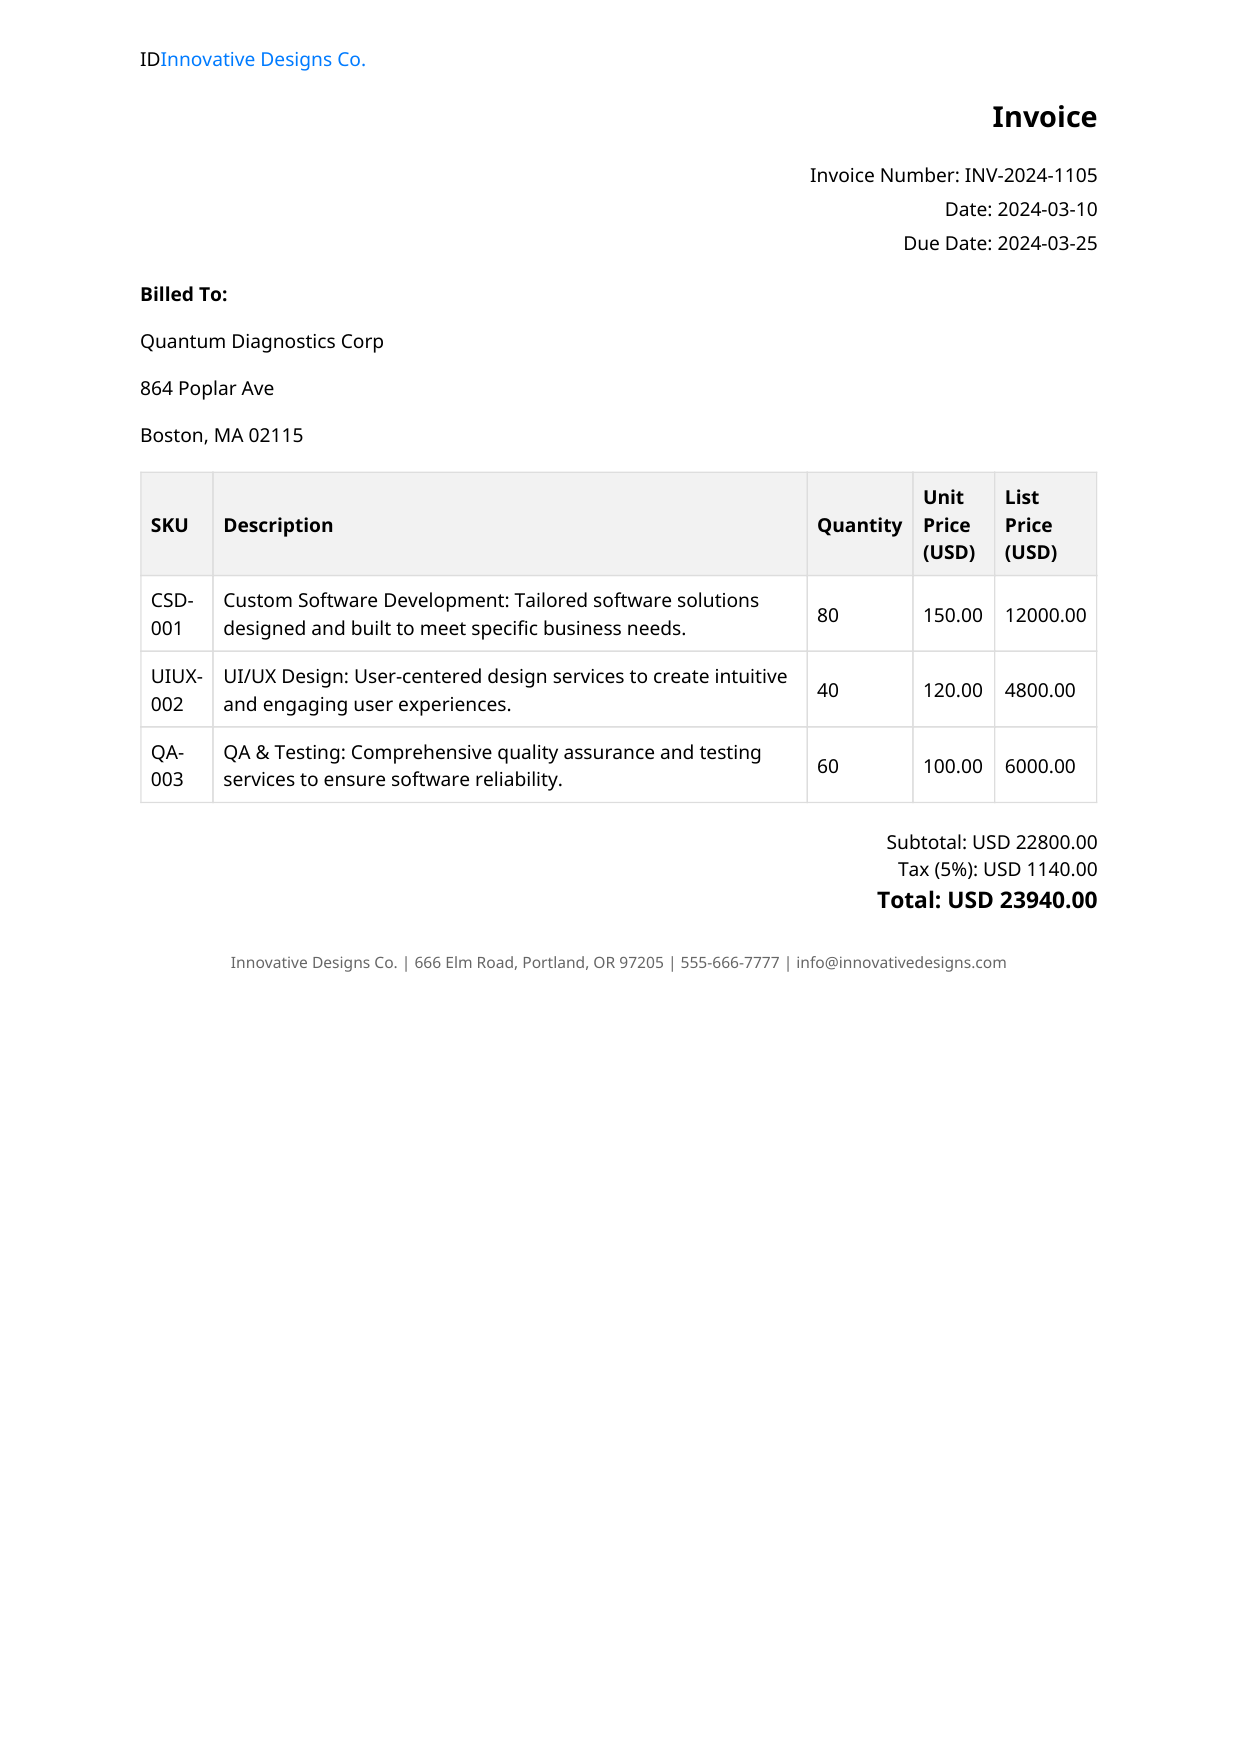 IDInnovative Designs Co.
Invoice
Invoice Number: INV-2024-1105
Date: 2024-03-10
Due Date: 2024-03-25
Billed To:
Quantum Diagnostics Corp
864 Poplar Ave
Boston, MA 02115
SKU Description Quantity Unit Price (USD) List Price (USD)
CSD-001 Custom Software Development: Tailored software solutions designed and built to meet specific business needs. 80 150.00 12000.00
UIUX-002 UI/UX Design: User-centered design services to create intuitive and engaging user experiences. 40 120.00 4800.00
QA-003 QA & Testing: Comprehensive quality assurance and testing services to ensure software reliability. 60 100.00 6000.00
Subtotal: USD 22800.00
Tax (5%): USD 1140.00
Total: USD 23940.00
Innovative Designs Co. | 666 Elm Road, Portland, OR 97205 | 555-666-7777 | info@innovativedesigns.com